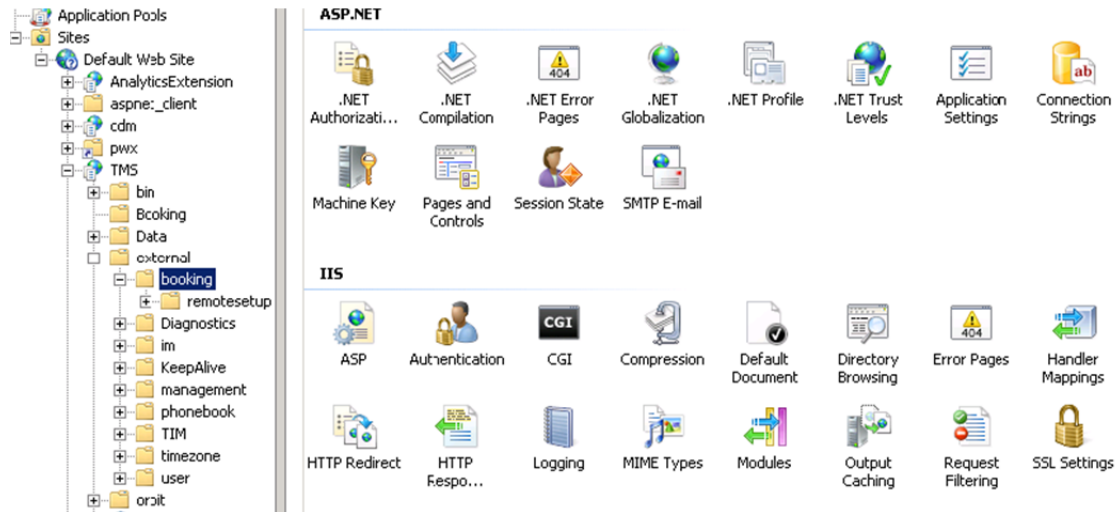 Application Pools
Sites
Default Web Site
AnalyticsExtension
aspnet_client
cdm
pwx
TMS
bin
Booking
Data
external
booking
remotesetup
Diagnostics
im
KeepAlive
management
phonebook
TIM
timezone
user
orbit
ASP.NET
.NET Authorizati...
.NET Compilation
.NET Error Pages
.NET Globalization
.NET Profile
.NET Trust Levels
Application Settings
Connection Strings
Machine Key
Pages and Controls
Session State
SMTP E-mail
IIS
ASP
Authentication
CGI
Compression
Default Document
Directory Browsing
Error Pages
Handler Mappings
HTTP Redirect
HTTP Respo...
Logging
MIME Types
Modules
Output Caching
Request Filtering
SSL Settings
404
ab
CGI
404